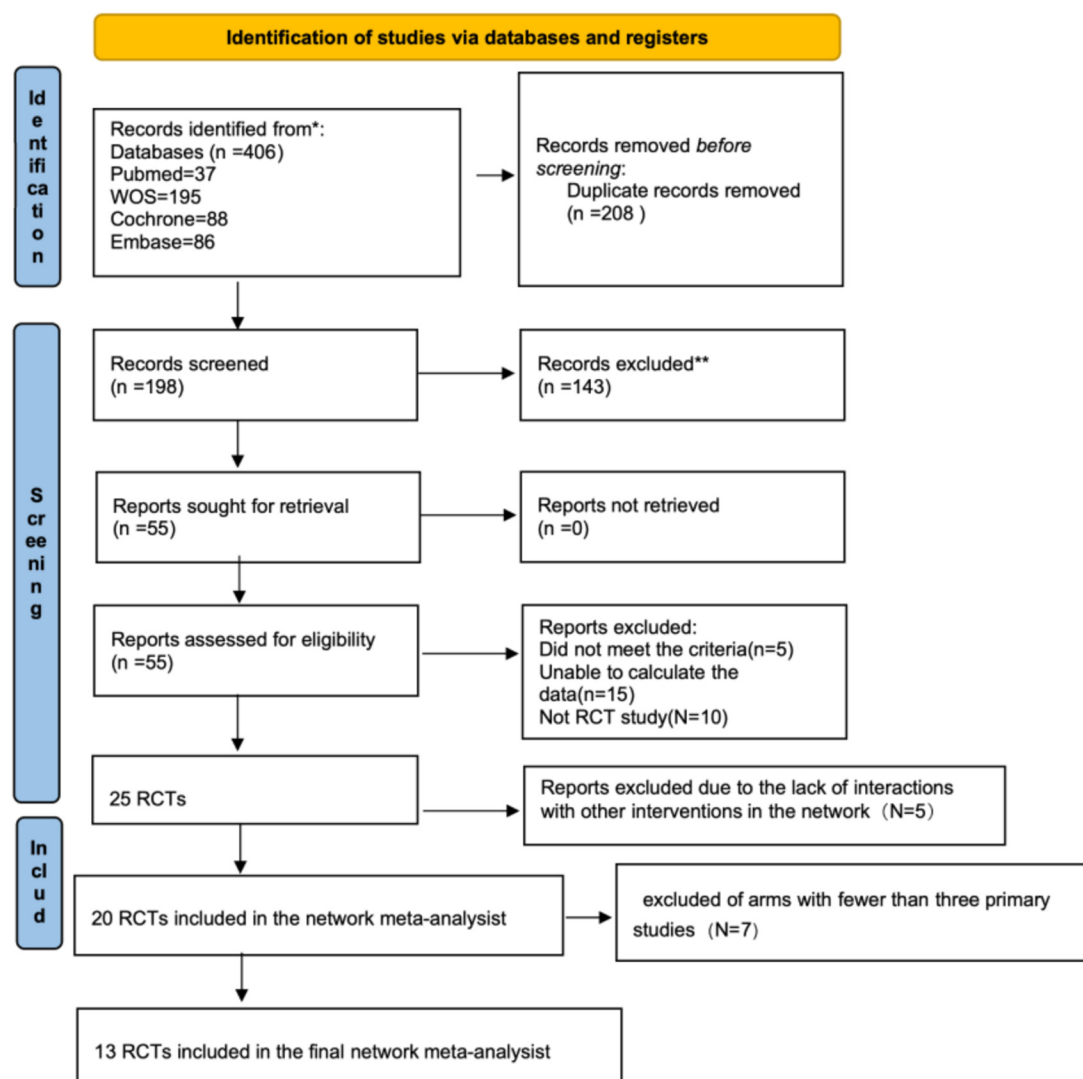 Identification of studies via databases and registers
Id
e
nt
ifi
ca
ti
o
n
Records identified from*:
Databases (n =406)
Pubmed=37
WOS=195
Cochrone=88
Embase=86
Records removed before
screening:
Duplicate records removed
(n =208 )
S
cr
ee
ni
n
g
Records screened
(n =198)
Records excluded**
(n =143)
Reports sought for retrieval
(n =55)
Reports not retrieved
(n =0)
Reports assessed for eligibility
(n =55)
Reports excluded:
Did not meet the criteria(n=5)
Unable to calculate the
data(n=15)
Not RCT study(N=10)
25 RCTs
Reports excluded due to the lack of interactions
with other interventions in the network（N=5）
In
cl
u
d
20 RCTs included in the network meta-analysist
excluded of arms with fewer than three primary
studies（N=7）
13 RCTs included in the final network meta-analysist